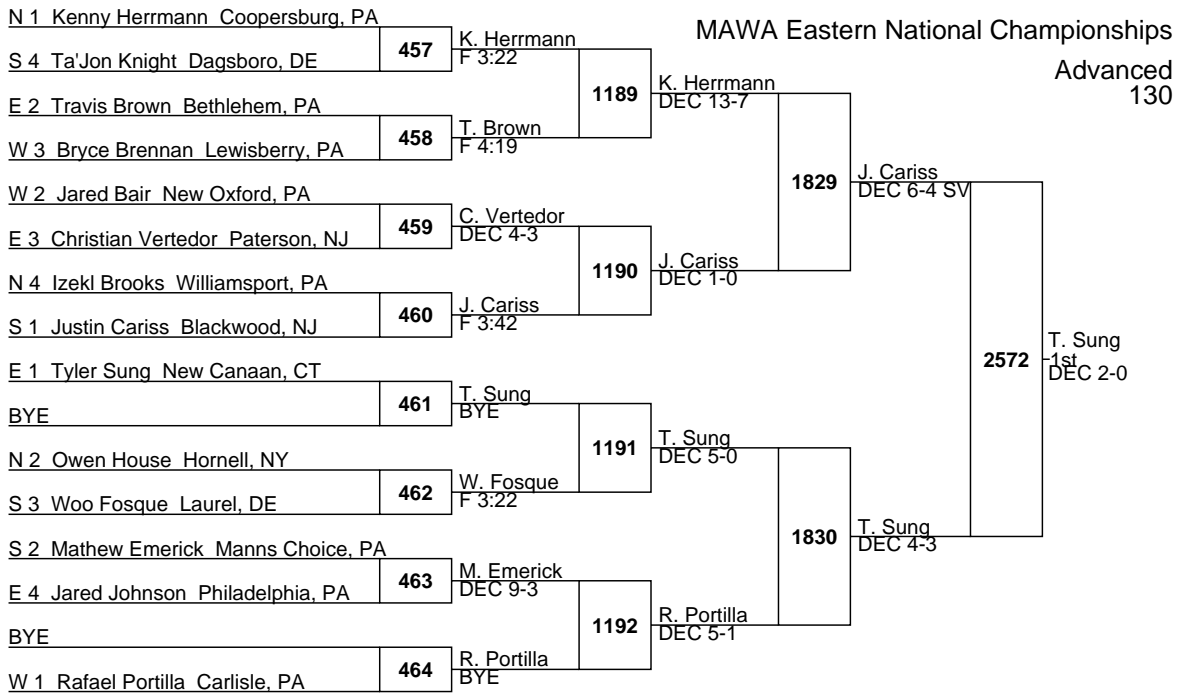 MAWA Eastern National Championships
Advanced
130
N 1 Kenny Herrmann Coopersburg, PA
S 4 Ta'Jon Knight Dagsboro, DE
E 2 Travis Brown Bethlehem, PA
W 3 Bryce Brennan Lewisberry, PA
W 2 Jared Bair New Oxford, PA
E 3 Christian Vertedor Paterson, NJ
N 4 Izekl Brooks Williamsport, PA
S 1 Justin Cariss Blackwood, NJ
E 1 Tyler Sung New Canaan, CT
BYE
N 2 Owen House Hornell, NY
S 3 Woo Fosque Laurel, DE
S 2 Mathew Emerick Manns Choice, PA
E 4 Jared Johnson Philadelphia, PA
BYE
W 1 Rafael Portilla Carlisle, PA
457
458
459
460
461
462
463
464
K. Herrmann
F 3:22
T. Brown
F 4:19
C. Vertedor
DEC 4-3
J. Cariss
F 3:42
T. Sung
BYE
W. Fosque
F 3:22
M. Emerick
DEC 9-3
R. Portilla
BYE
1189
1190
1191
1192
K. Herrmann
DEC 13-7
J. Cariss
DEC 1-0
T. Sung
DEC 5-0
R. Portilla
DEC 5-1
1829
1830
J. Cariss
DEC 6-4 SV
T. Sung
DEC 4-3
2572
T. Sung
1st
DEC 2-0